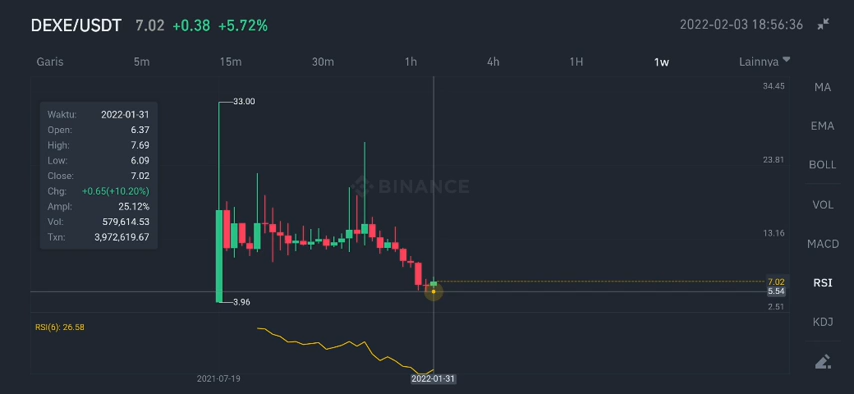 DEXE/USDT 7.02 +0.38 +5.72% 2022-02-03 18:56:36
Garis 5m 15m 30m 1h 4h 1H 1w Lainnya
MA
EMA
BOLL
VOL
MACD
RSI
KDJ
Waktu: 2022-01-31
Open: 6.37
High: 7.69
Low: 6.09
Close: 7.02
Chg: +0.65(+10.20%)
Ampl: 25.12%
Vol: 579,614.53
Txn: 3,972,619.67
33.00
BINANCE
3.96
34.45
23.81
13.16
7.02
5.54
2.51
RSI(6): 26.58
2021-07-19 2022-01-31